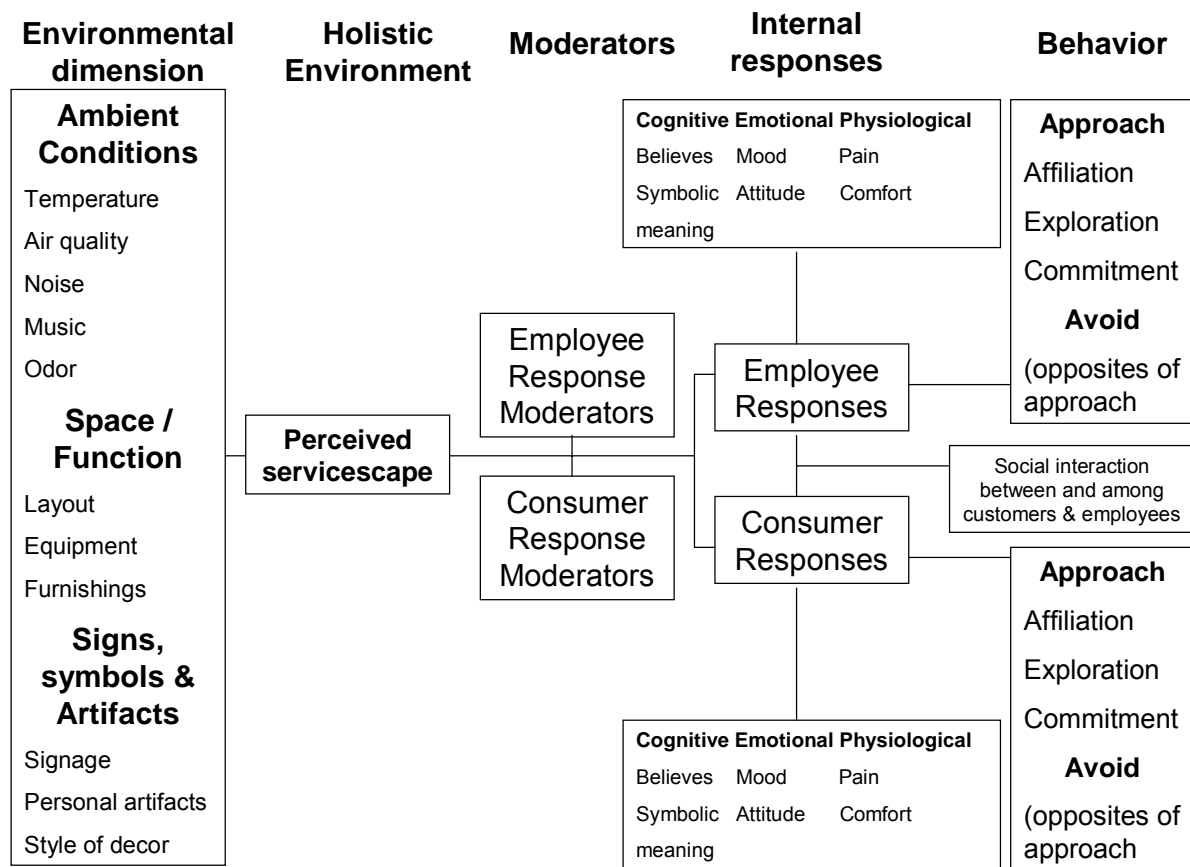 Environmental
dimension
Holistic
Environment
Moderators
Internal
responses
Behavior
Ambient
Conditions
Temperature
Air quality
Noise
Music
Odor
Space /
Function
Layout
Equipment
Furnishings
Signs,
symbols &
Artifacts
Signage
Personal artifacts
Style of decor
Perceived
servicescape
Employee
Response
Moderators
Consumer
Response
Moderators
Cognitive Emotional Physiological
Believes Mood Pain
Symbolic Attitude Comfort
meaning
Employee
Responses
Consumer
Responses
Cognitive Emotional Physiological
Believes Mood Pain
Symbolic Attitude Comfort
meaning
Approach
Affiliation
Exploration
Commitment
Avoid
(opposites of
approach
Social interaction
between and among
customers & employees
Approach
Affiliation
Exploration
Commitment
Avoid
(opposites of
approach